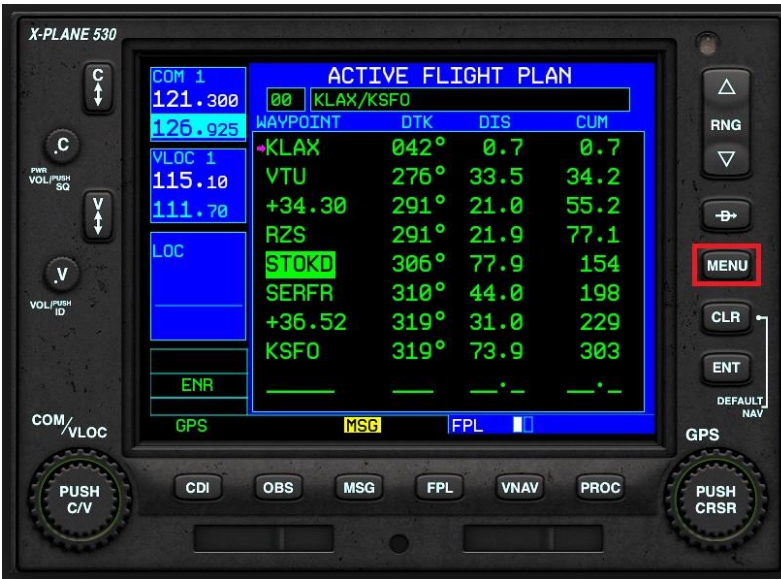 X-PLANE 530
C
.C
PWR
VOL/PUSH
SQ
V
.V
VOL/PUSH
ID
COM/VLOC
PUSH
C/V
COM 1
121.300
126.925
VLOC 1
115.10
111.70
LOC
ENR
GPS
ACTIVE FLIGHT PLAN
00 KLAX/KSFO
WAYPOINT DTK DIS CUM
KLAX 042° 0.7 0.7
VTU 276° 33.5 34.2
+34.30 291° 21.0 55.2
RZS 291° 21.9 77.1
STOKD 306° 77.9 154
SERFR 310° 44.0 198
+36.52 319° 31.0 229
KSFO 319° 73.9 303
_____ ___ __._ __._
MSG FPL
CDI OBS MSG FPL VNAV PROC
RNG
D
MENU
CLR
ENT
DEFAULT
NAV
GPS
PUSH
CRSR